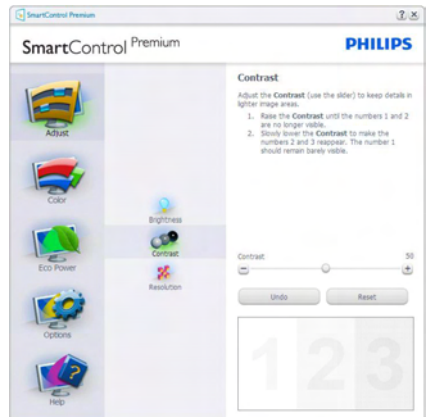 SmartControl Premium
SmartControl Premium
PHILIPS
Adjust
Color
Eco Power
Options
Help
Brightness
Contrast
Resolution
Contrast
Adjust the Contrast (use the slider) to keep details in
lighter image areas.
1. Raise the Contrast until the numbers 1 and 2
are no longer visible.
2. Slowly lower the Contrast to make the
numbers 2 and 3 reappear. The number 1
should remain barely visible.
Contrast 50
Undo Reset
1 2 3